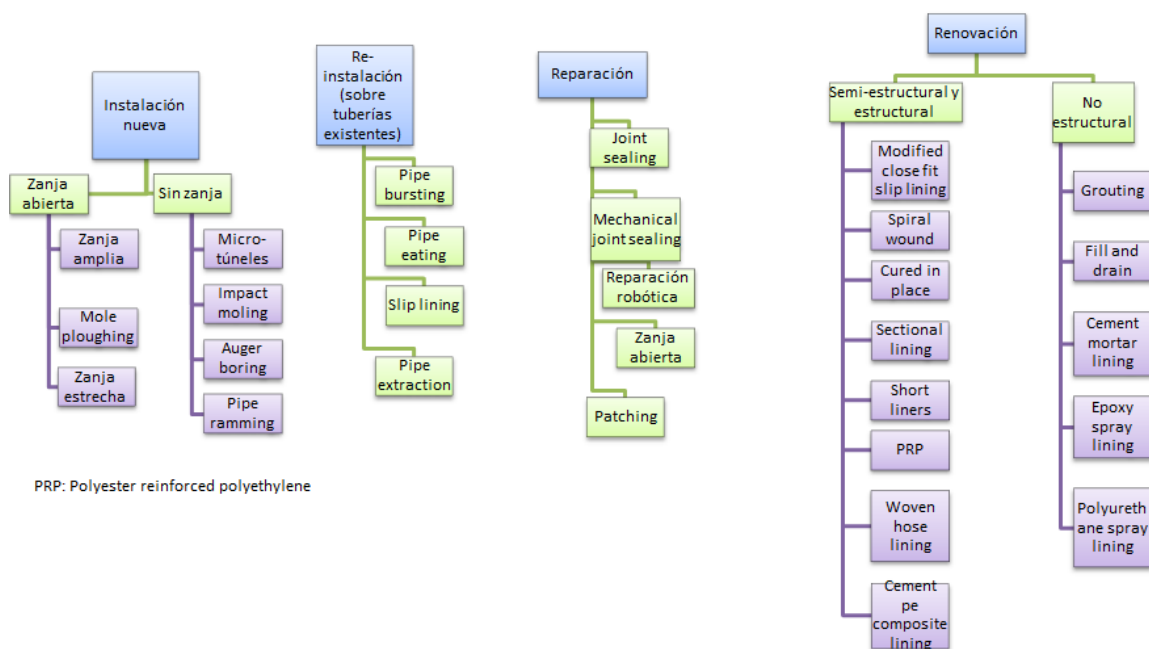 Instalación
nueva
Zanja
abierta
Zanja
amplia
Mole
ploughing
Zanja
estrecha
Sin zanja
Micro-
túneles
Impact
moling
Auger
boring
Pipe
ramming
Re-
instalación
(sobre
tuberías
existentes)
Pipe
bursting
Pipe
eating
Slip lining
Pipe
extraction
Reparación
Joint
sealing
Mechanical
joint sealing
Reparación
robótica
Zanja
abierta
Patching
Renovación
Semi-estructural y
estructural
Modified
close fit
slip lining
Spiral
wound
Cured in
place
Sectional
lining
Short
liners
PRP
Woven
hose
lining
Cement
pe
composite
lining
No
estructural
Grouting
Fill and
drain
Cement
mortar
lining
Epoxy
spray
lining
Polyureth
ane spray
lining
PRP: Polyester reinforced polyethylene